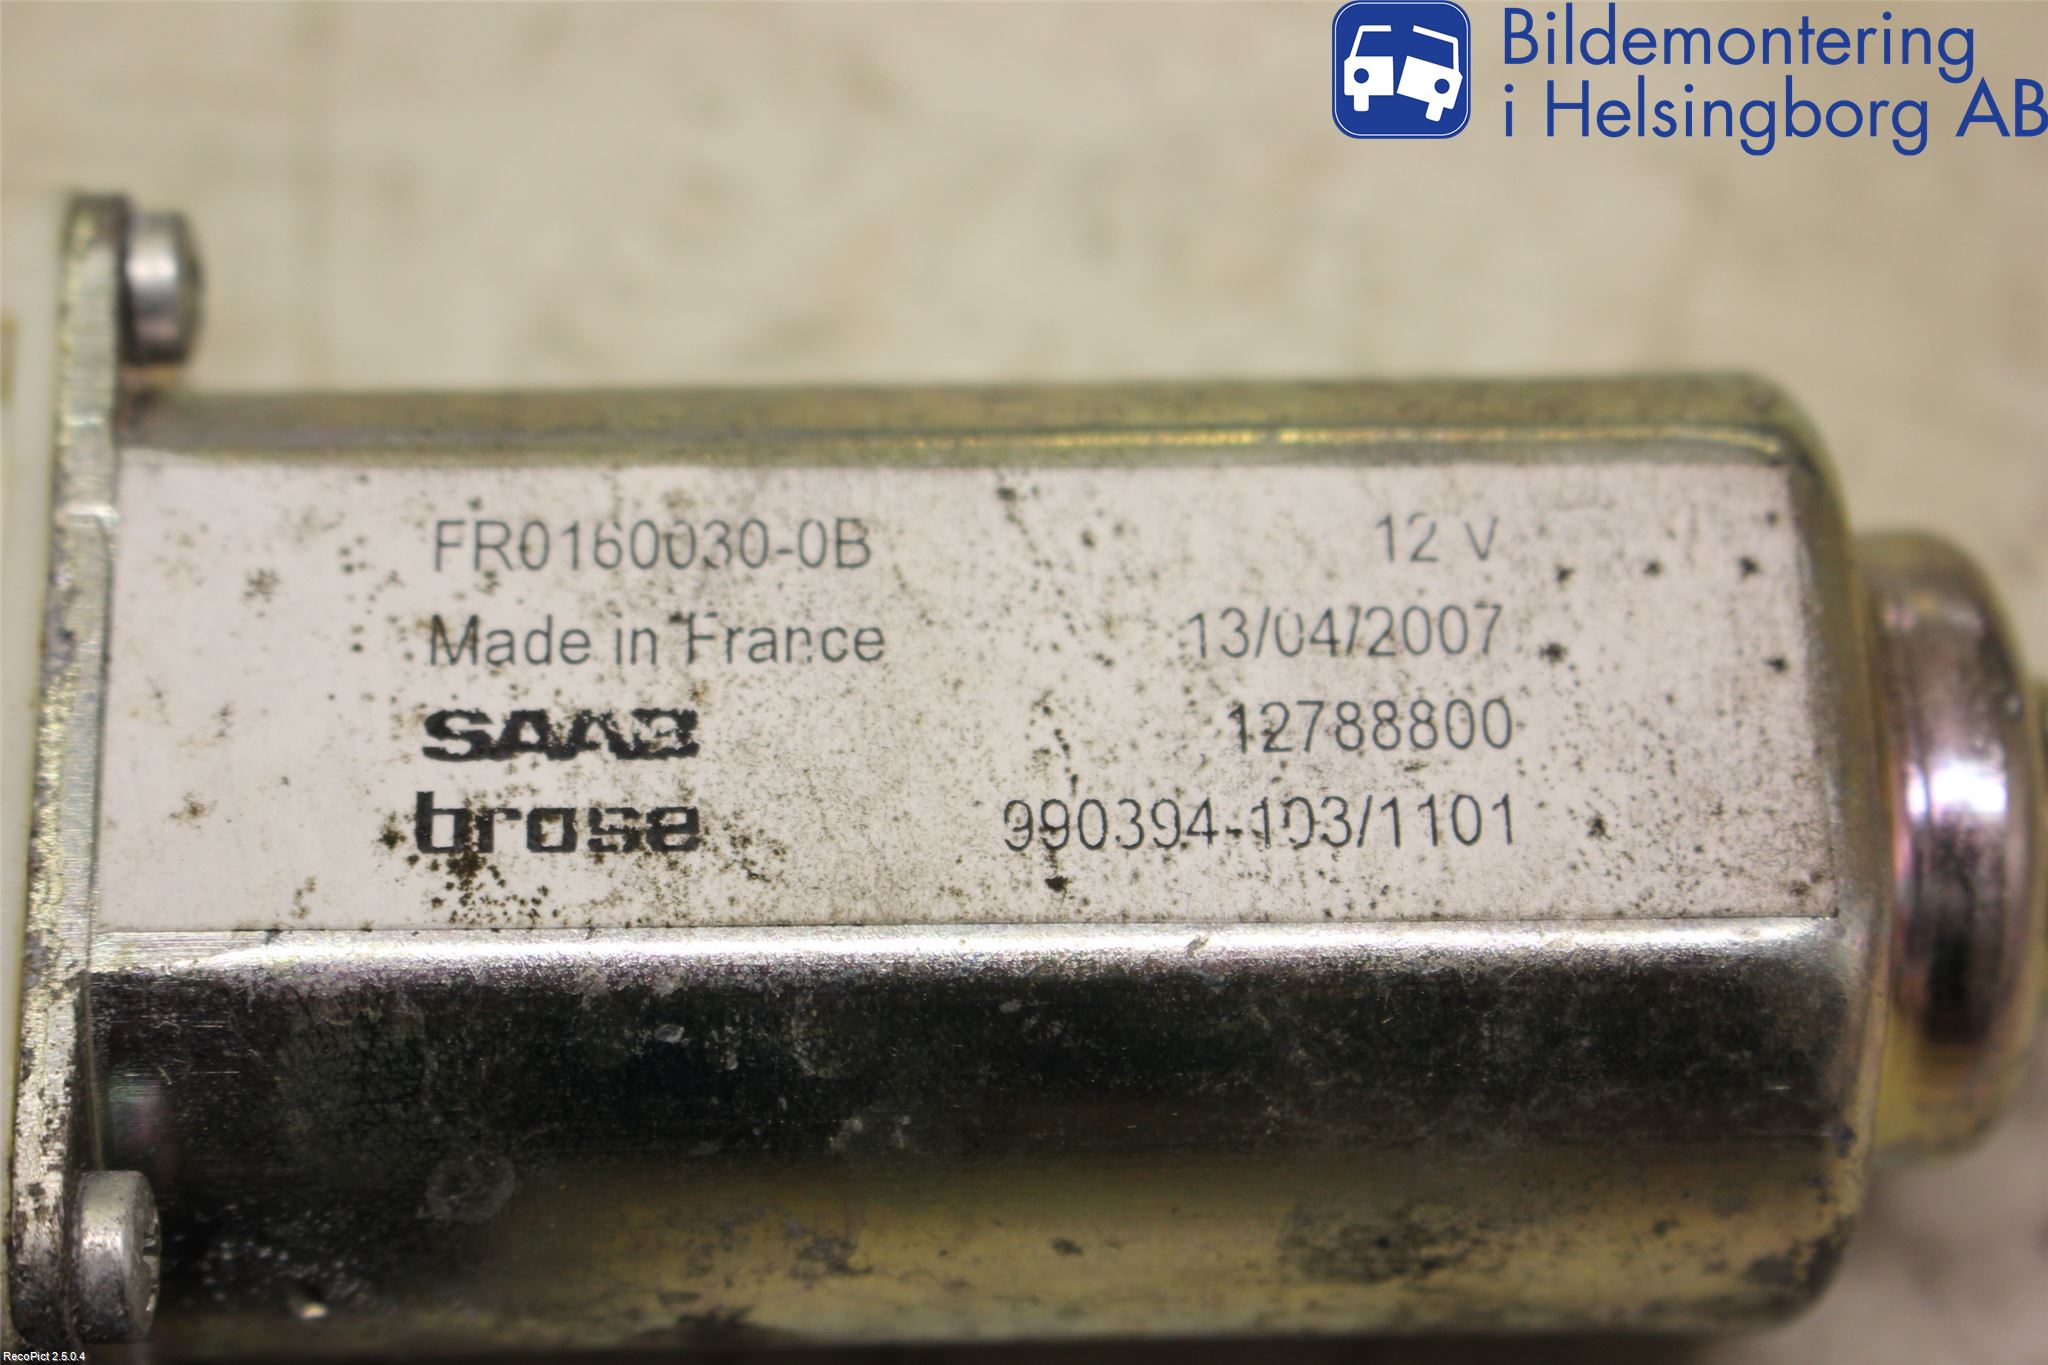 Bildemontering
i Helsingborg AB
FR0160030-0B 12 V
Made in France 13/04/2007
SAAB 12788800
brose 990394-103/1101
RecoPict 2.5.0.4